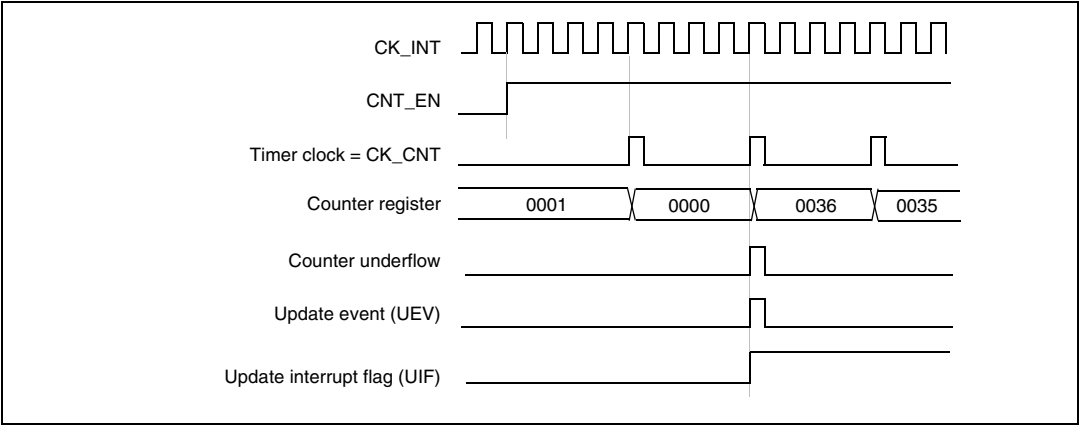 CK_INT
CNT_EN
Timer clock = CK_CNT
Counter register 0001 0000 0036 0035
Counter underflow
Update event (UEV)
Update interrupt flag (UIF)